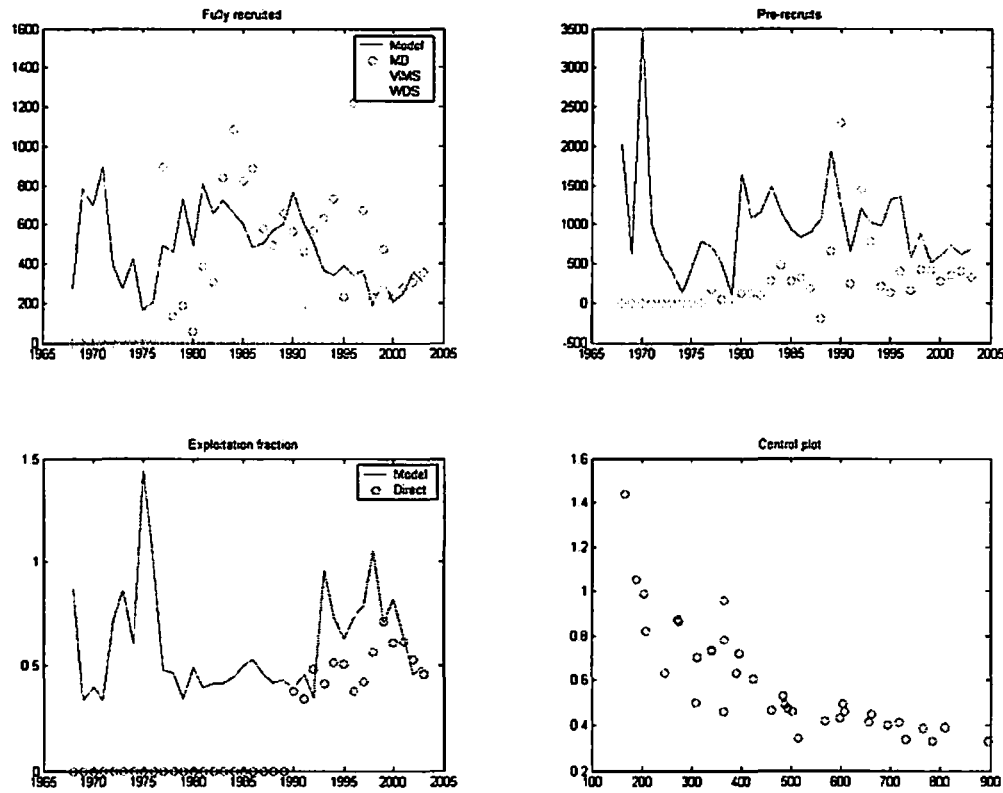 Fully recruited
1600
1400
1200
1000
800
600
400
200
0
1965 1970 1975 1980 1985 1990 1995 2000 2005
Model
MD
VIMS
WDS
Pre-recruits
3500
3000
2500
2000
1500
1000
500
0
-500
1965 1970 1975 1980 1985 1990 1995 2000 2005
Exploitation fraction
1.5
1
0.5
0
1965 1970 1975 1980 1985 1990 1995 2000 2005
Model
Direct
Control plot
1.6
1.4
1.2
1
0.8
0.6
0.4
0.2
100 200 300 400 500 600 700 800 900